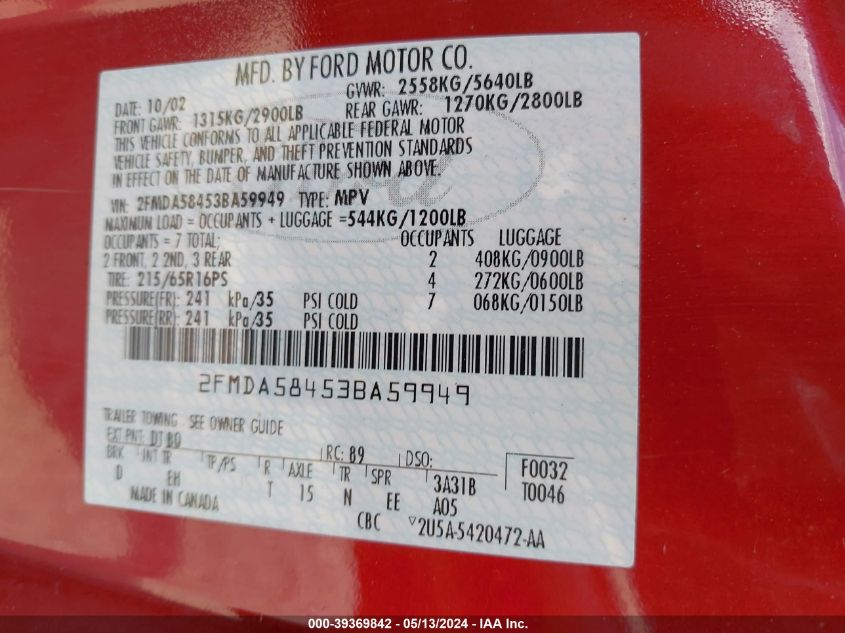 MFD. BY FORD MOTOR CO.
DATE: 10/02 GVWR: 2558KG/5640LB
FRONT GAWR: 1315KG/2900LB REAR GAWR: 1270KG/2800LB
THIS VEHICLE CONFORMS TO ALL APPLICABLE FEDERAL MOTOR
VEHICLE SAFETY, BUMPER, AND THEFT PREVENTION STANDARDS
IN EFFECT ON THE DATE OF MANUFACTURE SHOWN ABOVE.
VIN: 2FMDA58453BA59949 TYPE: MPV
MAXIMUM LOAD = OCCUPANTS + LUGGAGE =544KG/1200LB
OCCUPANTS = 7 TOTAL; OCCUPANTS LUGGAGE
2 FRONT, 2 2ND, 3 REAR 2 408KG/0900LB
TIRE: 215/65R16PS 4 272KG/0600LB
PRESSURE(FR): 241 kPa/35 PSI COLD 7 068KG/0150LB
PRESSURE(RR): 241 kPa/35 PSI COLD
2FMDA58453BA59949
TRAILER TOWING - SEE OWNER GUIDE
EXT PNT: DT BO RC: 89 DSO: F0032
BRK INT TR TP/PS R AXLE TR SPR 3A31B T0046
D EH T 15 N EE A05
MADE IN CANADA CBC ▽2U5A-5420472-AA
Ford
000-39369842 - 05/13/2024 - Copyright © IAA, LLC.